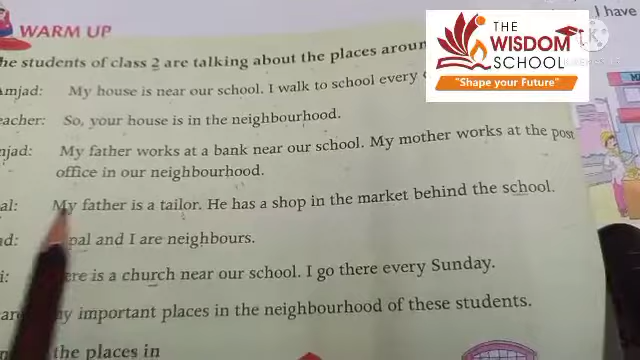 WARM UP
I have
he students of class 2 are talking about the places aroun
THE
WISDOM
SCHOOL
"Shape your Future"
Amjad: My house is near our school. I walk to school every
eacher: So, your house is in the neighbourhood.
mjad: My father works at a bank near our school. My mother works at the post
office in our neighbourhood.
al: My father is a tailor. He has a shop in the market behind the school.
d: pal and I are neighbours.
i: ere is a church near our school. I go there every Sunday.
are y important places in the neighbourhood of these students.
the places in